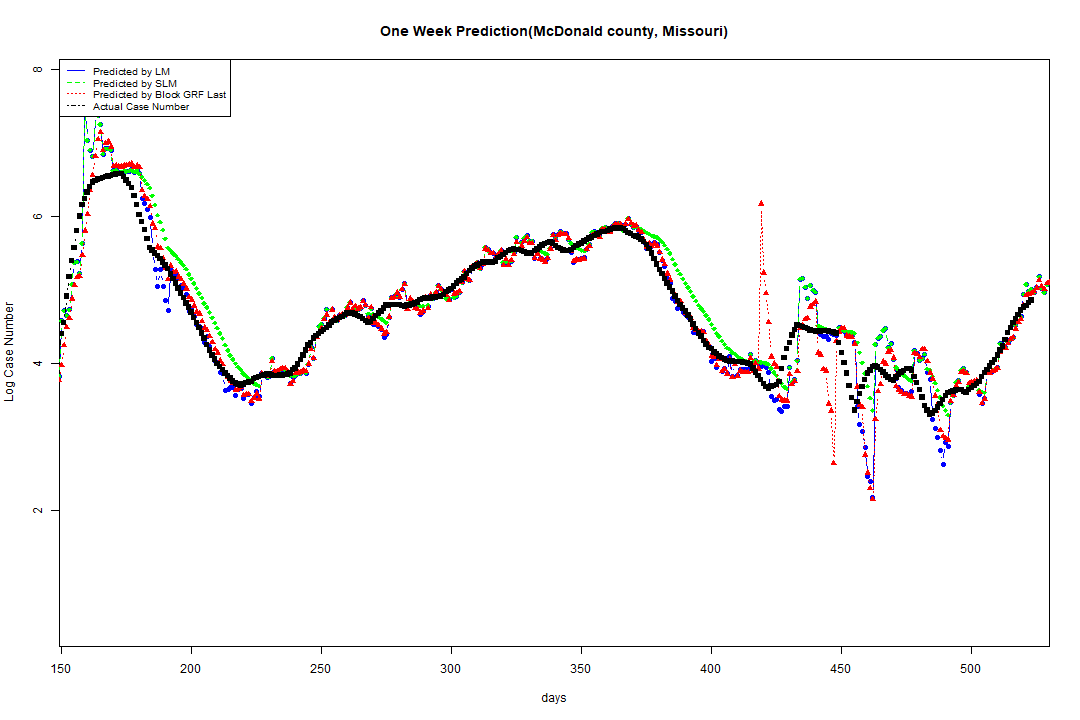 One Week Prediction(McDonald county, Missouri)
8
Predicted by LM
Predicted by SLM
Predicted by Block GRF Last
Actual Case Number
6
4
2
Log Case Number
150 200 250 300 350 400 450 500
days